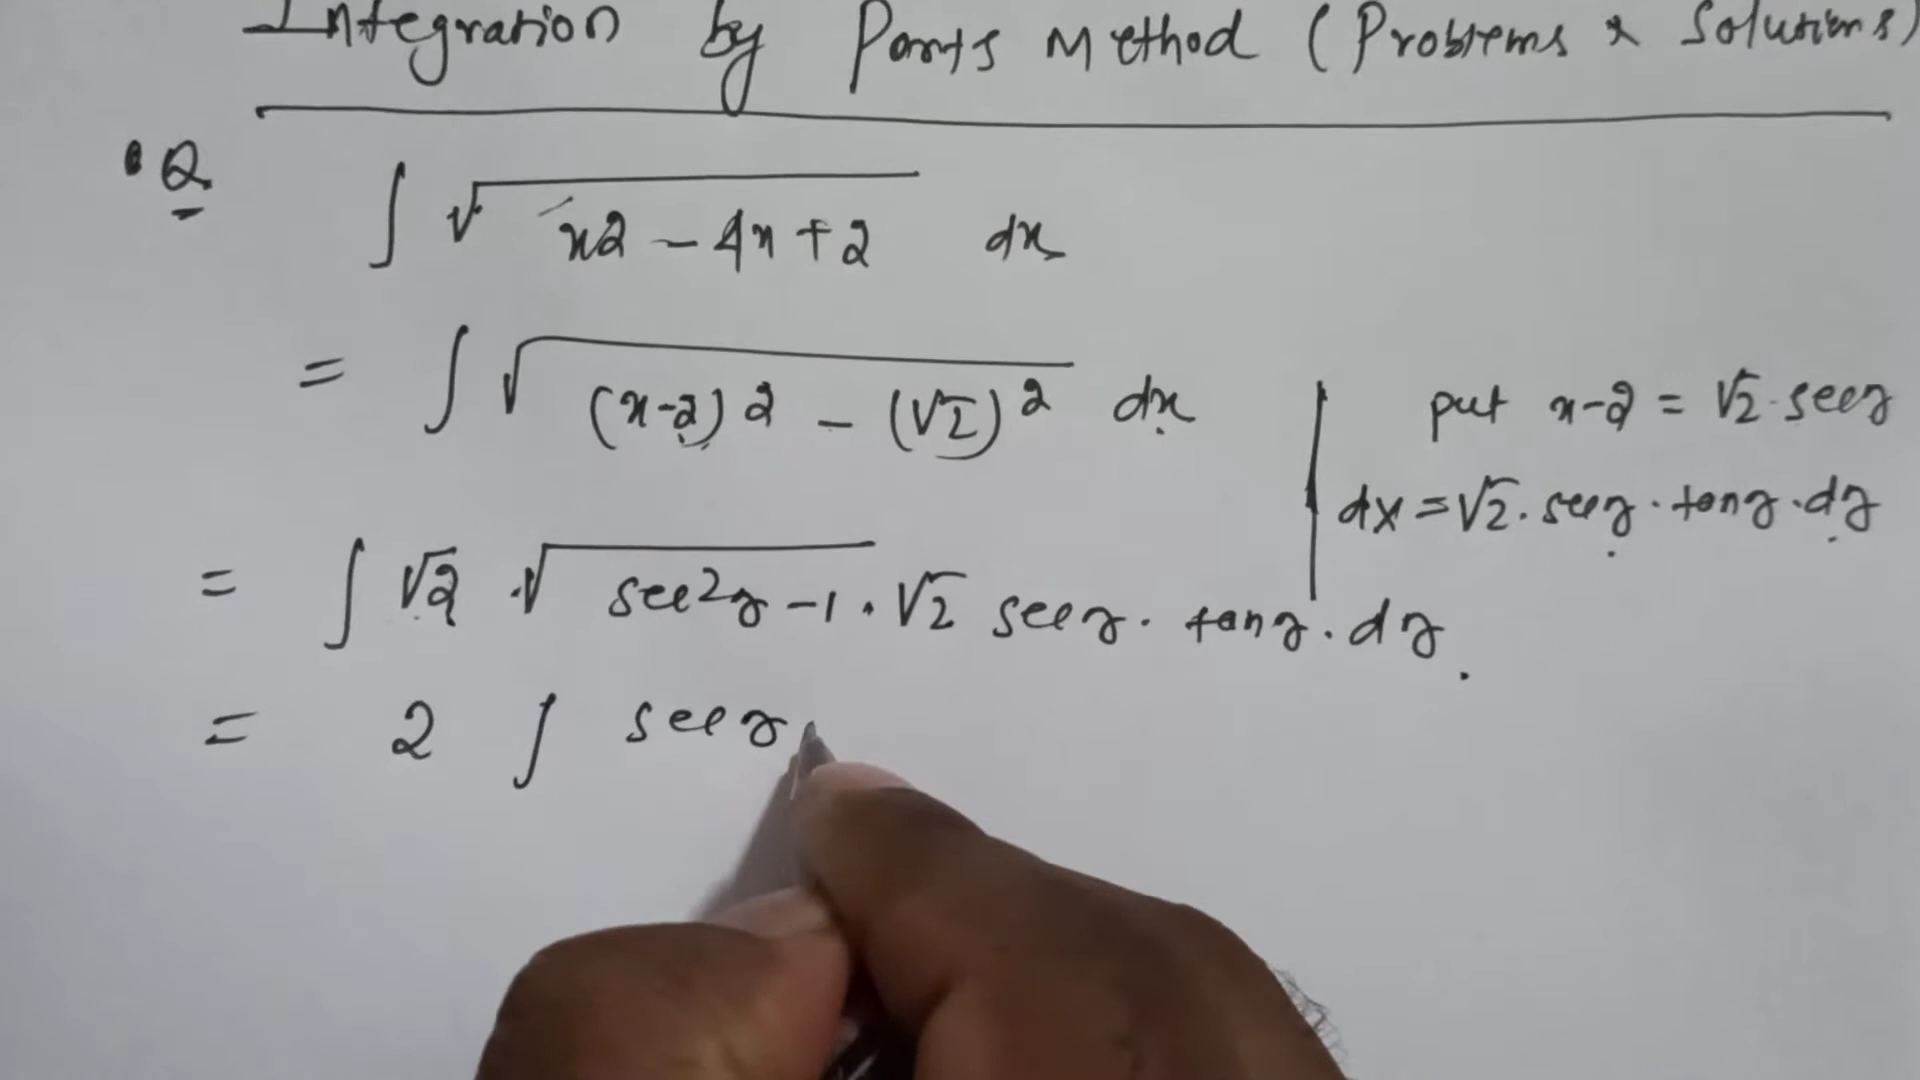 Integration by Parts Method (Problems & Solutions)
Q ∫ √(x2 - 4x + 2) dx
= ∫ √((x-2)2 - (√2)2) dx
put x-2 = √2.secz
dx = √2.secz.tanz.dz
= ∫ √2 .√(sec2z - 1) . √2 secz. tanz. dz.
= 2 ∫ secz